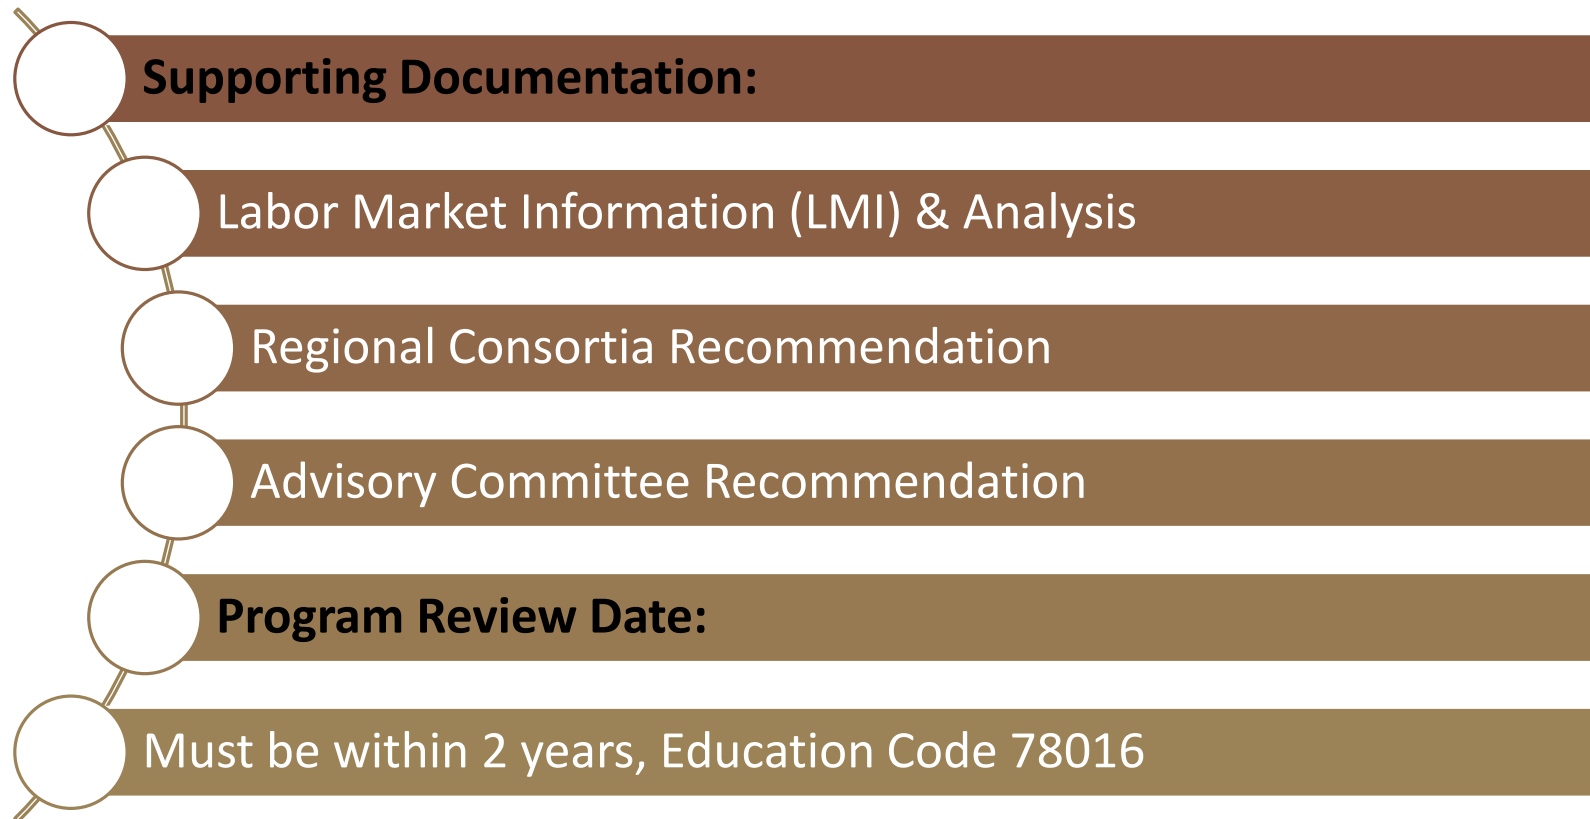 Supporting Documentation:
Labor Market Information (LMI) & Analysis
Regional Consortia Recommendation
Advisory Committee Recommendation
Program Review Date:
Must be within 2 years, Education Code 78016